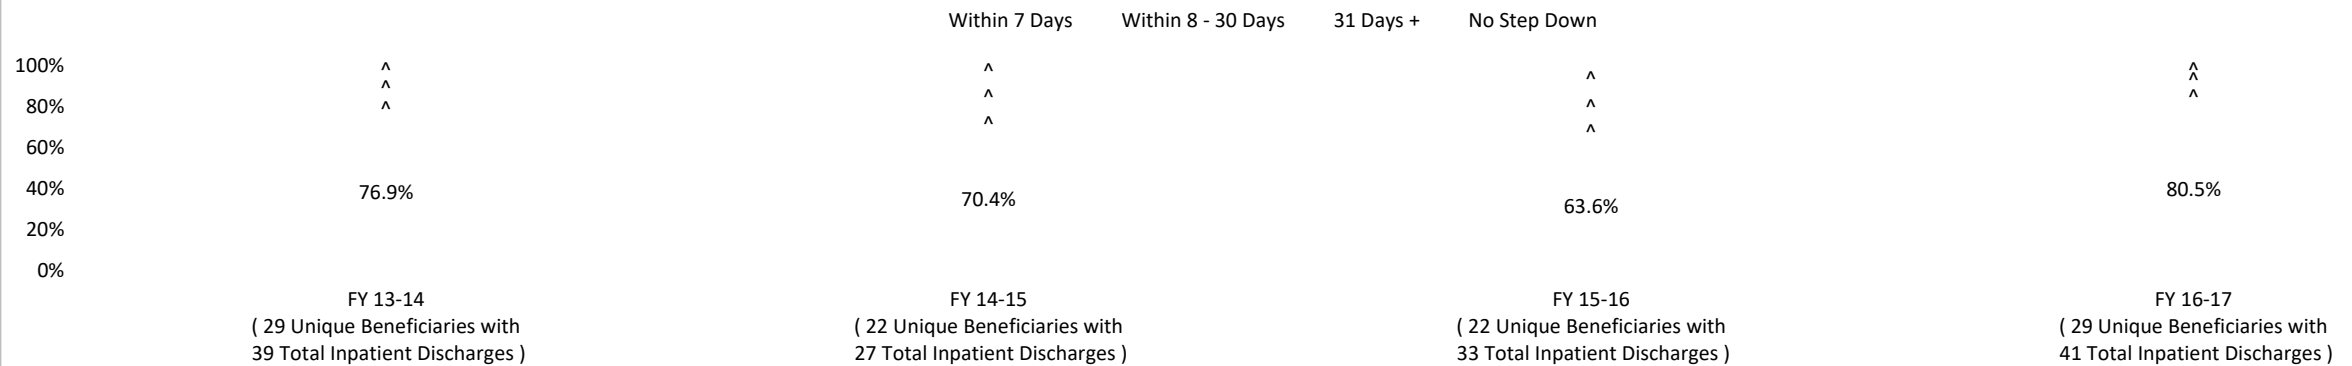 Within 7 Days Within 8 - 30 Days 31 Days + No Step Down
100%
80%
60%
40%
20%
0%
^
^
^
76.9%
^
^
^
70.4%
^
^
^
63.6%
^
^
^
80.5%
FY 13-14
( 29 Unique Beneficiaries with
39 Total Inpatient Discharges )
FY 14-15
( 22 Unique Beneficiaries with
27 Total Inpatient Discharges )
FY 15-16
( 22 Unique Beneficiaries with
33 Total Inpatient Discharges )
FY 16-17
( 29 Unique Beneficiaries with
41 Total Inpatient Discharges )